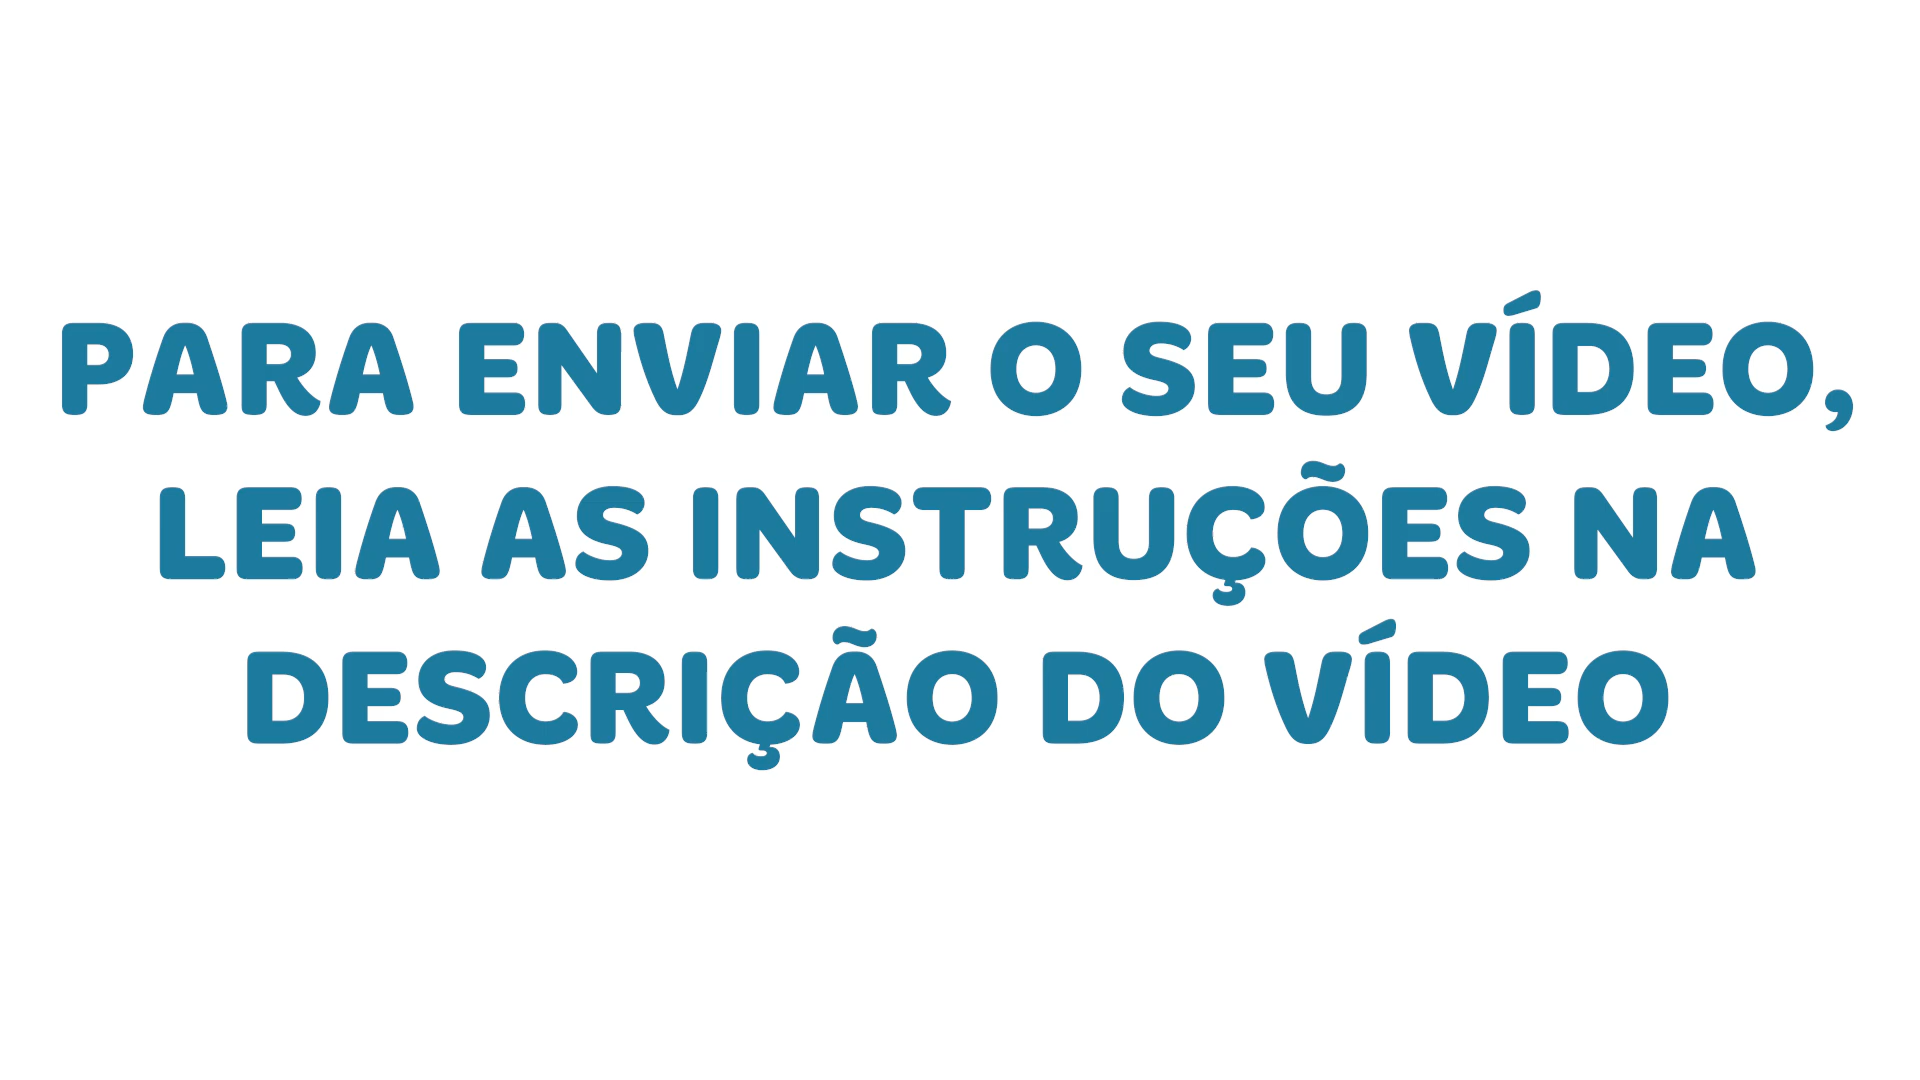 PARA ENVIAR O SEU VÍDEO,
LEIA AS INSTRUÇÕES NA
DESCRIÇÃO DO VÍDEO